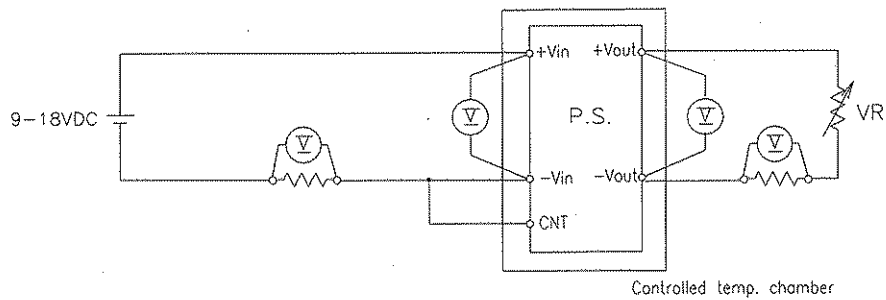 +Vin
+Vout
9-18VDC
V
P.S.
V
VR
V
V
-Vin
-Vout
CNT
Controlled temp. chamber